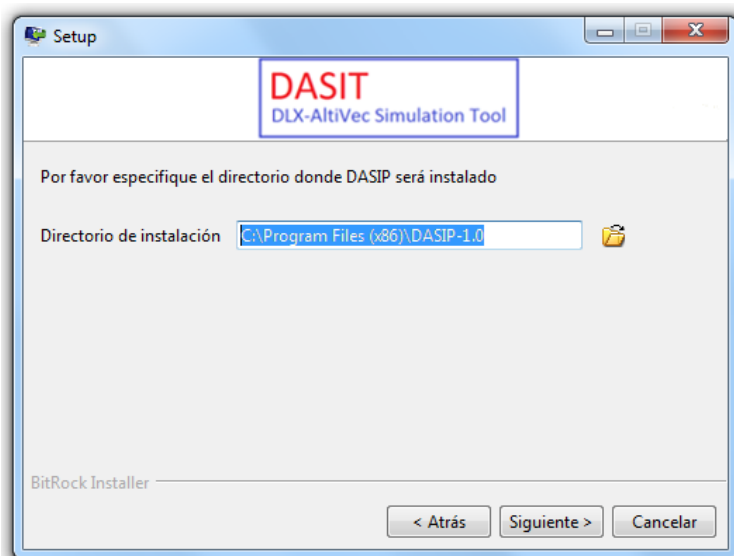 Setup
DASIT
DLX-AltiVec Simulation Tool
Por favor especifique el directorio donde DASIP será instalado
Directorio de instalación C:\Program Files (x86)\DASIP-1.0
BitRock Installer
< Atrás Siguiente > Cancelar